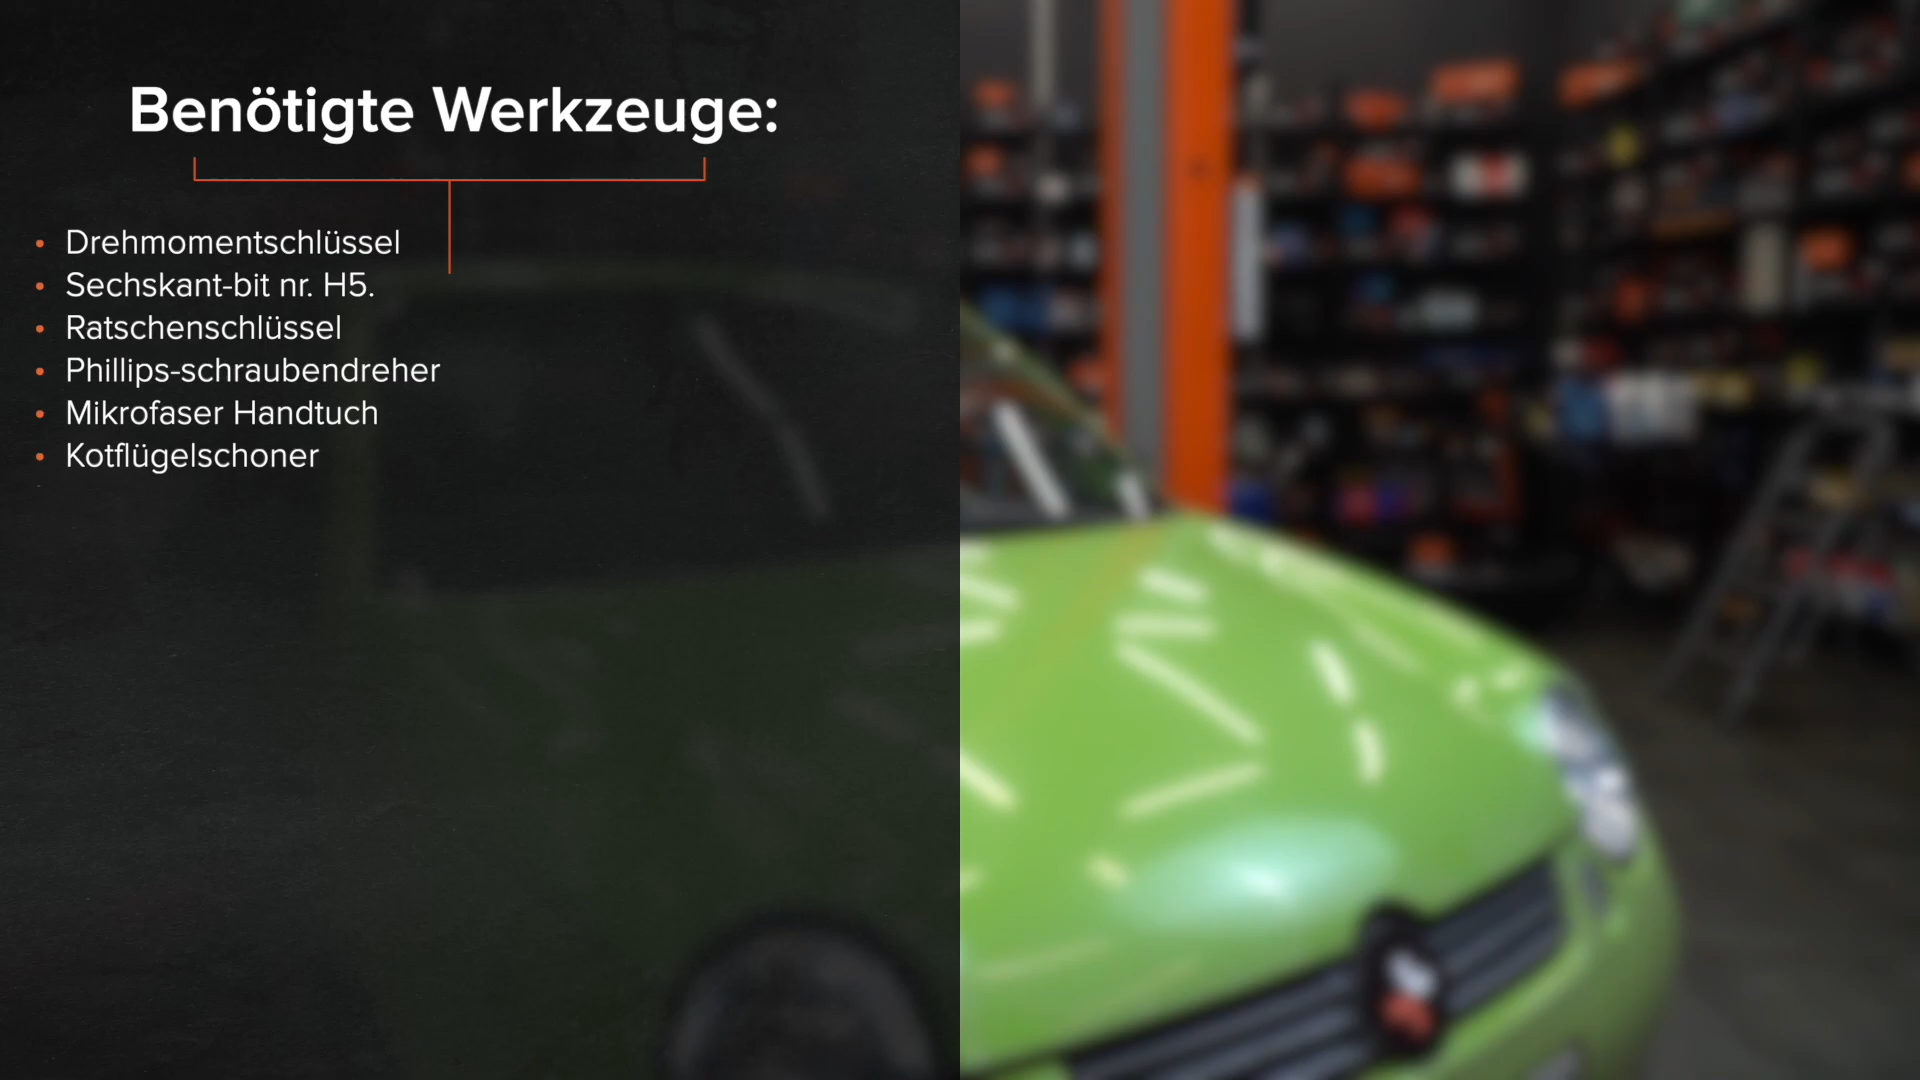 Benötigte Werkzeuge:
Drehmomentschlüssel
Sechskant-bit nr. H5.
Ratschenschlüssel
Phillips-schraubendreher
Mikrofaser Handtuch
Kotflügelschoner